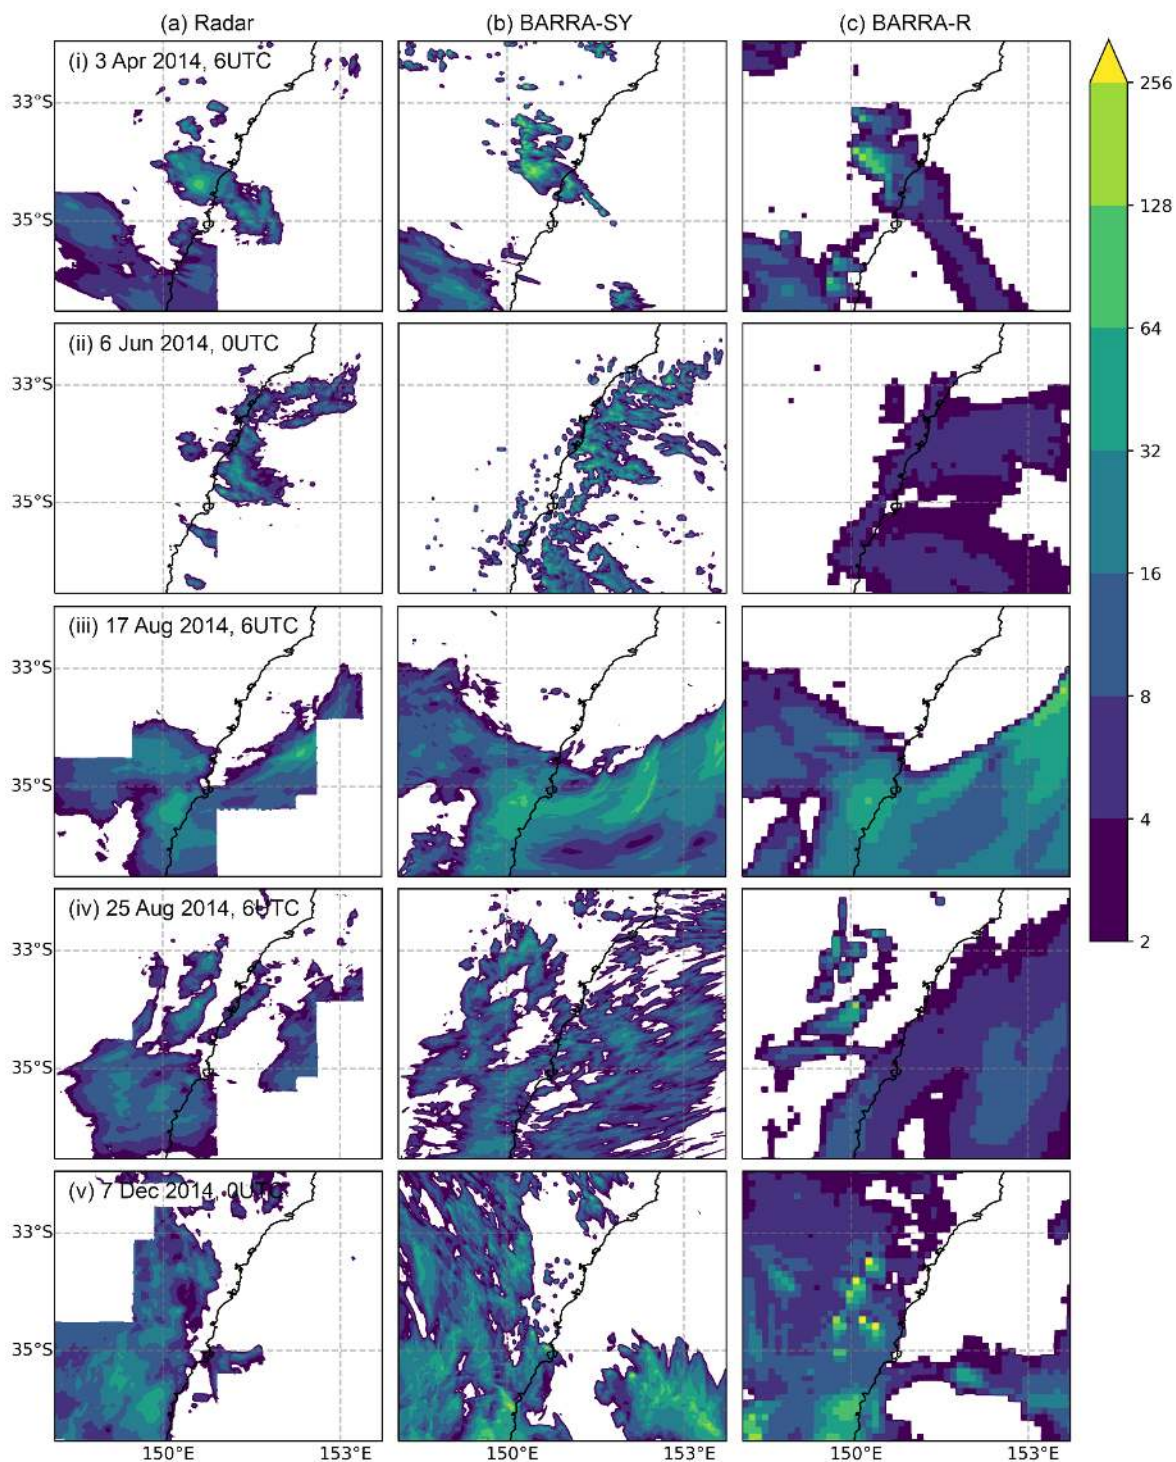 (a) Radar
(b) BARRA-SY
(c) BARRA-R
(i) 3 Apr 2014, 6UTC
33°S
35°S
(ii) 6 Jun 2014, 0UTC
33°S
35°S
(iii) 17 Aug 2014, 6UTC
33°S
35°S
(iv) 25 Aug 2014, 6UTC
33°S
35°S
(v) 7 Dec 2014, 0UTC
33°S
35°S
150°E
153°E
150°E
153°E
150°E
153°E
256
128
64
32
16
8
4
2